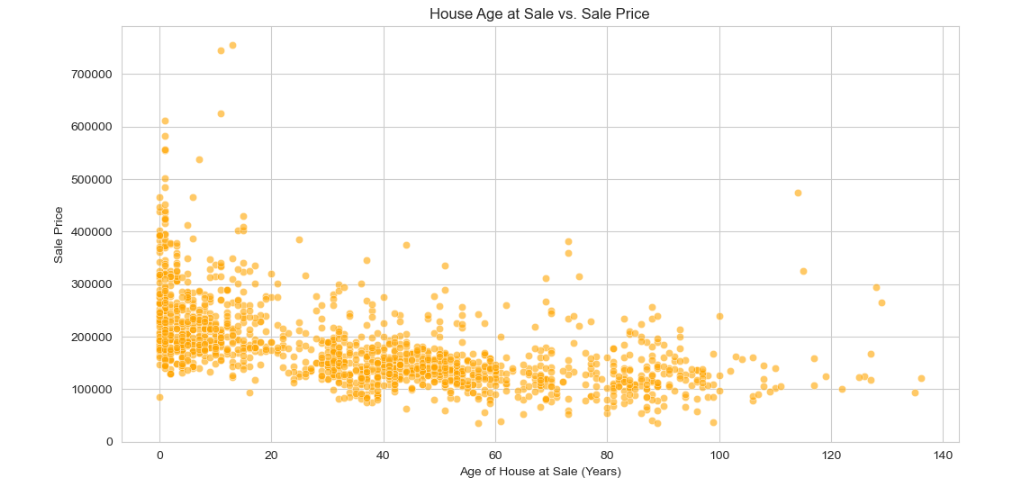 House Age at Sale vs. Sale Price
700000
600000
500000
400000
300000
200000
100000
0
Sale Price
0 20 40 60 80 100 120 140
Age of House at Sale (Years)